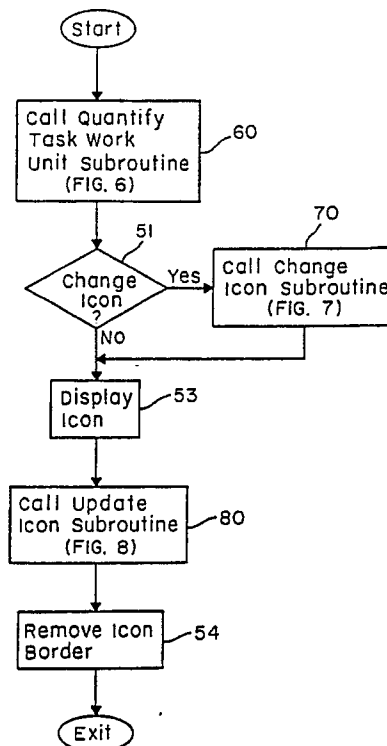 Start
Call Quantify
Task Work
Unit Subroutine
(FIG. 6)
60
51
Change
Icon
?
Yes
No
70
Call Change
Icon Subroutine
(FIG. 7)
Display
Icon
53
Call Update
Icon Subroutine
(FIG. 8)
80
Remove Icon
Border
54
Exit